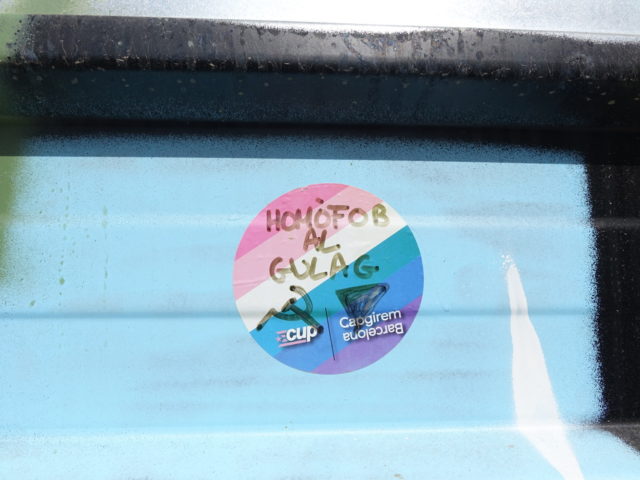 HOMÒFOB
AL
GULAG.
cup
Capgirem
Barcelona